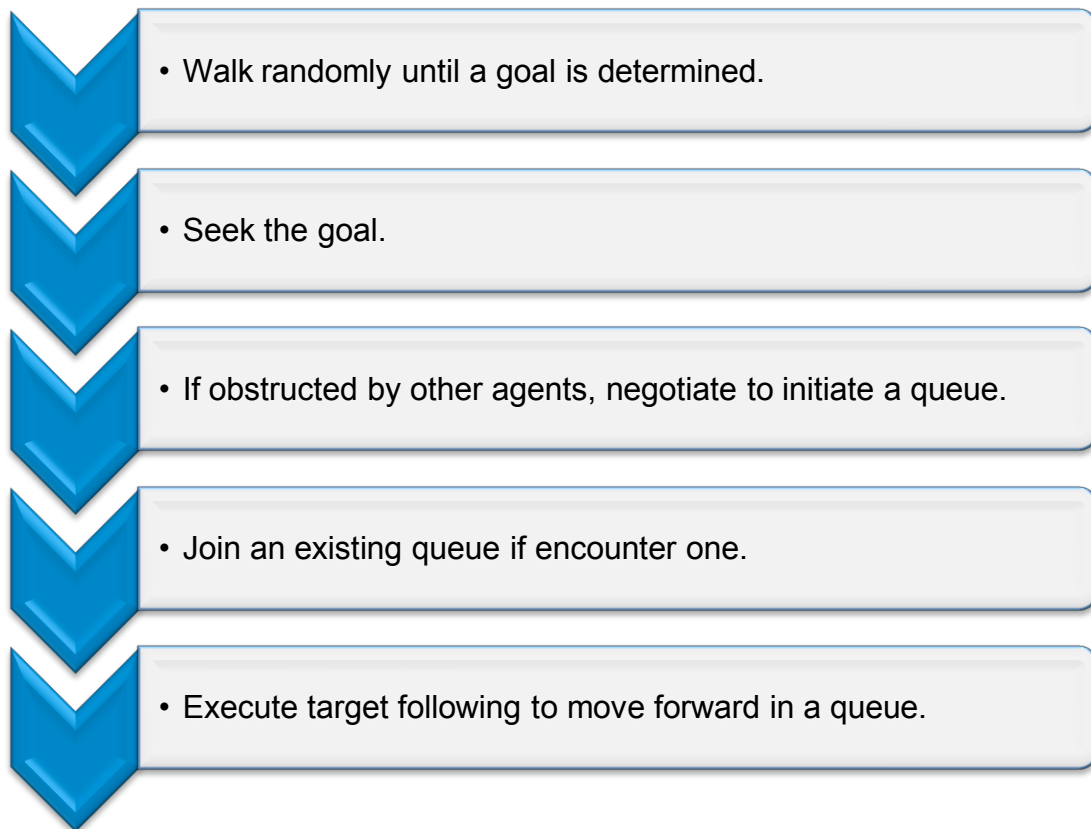 • Walk randomly until a goal is determined.
• Seek the goal.
• If obstructed by other agents, negotiate to initiate a queue.
• Join an existing queue if encounter one.
• Execute target following to move forward in a queue.